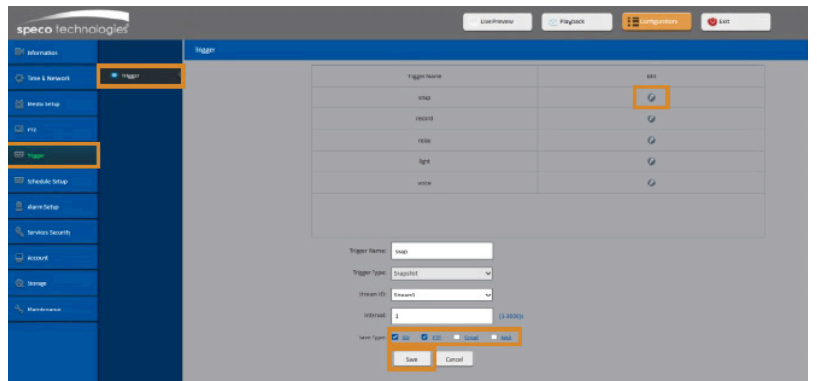 speco technologies
Live Preview
Playback
Configurations
Exit
Information
Time & Network
Media Setup
PTZ
Trigger
Schedule Setup
Alarm Setup
Services Security
Account
Storage
Maintenance
Trigger
Trigger
Trigger Name Edit
snap
record
relay
light
voice
Trigger Name: snap
Trigger Type: Snapshot
Stream ID: Stream1
Interval: 1 (1-3600)s
Save Type: SD FTP Email
Save Cancel